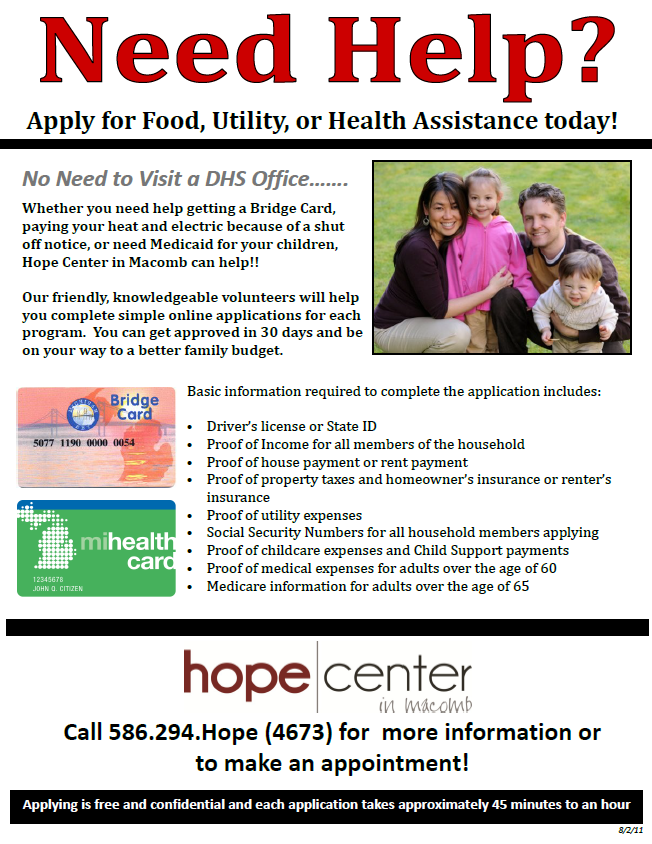 Need Help?
Apply for Food, Utility, or Health Assistance today!
No Need to Visit a DHS Office…….
Whether you need help getting a Bridge Card,
paying your heat and electric because of a shut
off notice, or need Medicaid for your children,
Hope Center in Macomb can help!!
Our friendly, knowledgeable volunteers will help
you complete simple online applications for each
program.  You can get approved in 30 days and be
on your way to a better family budget.
Bridge
Card
5077 1190 0000 0054
mihealth
card
12345678
JOHN Q. CITIZEN
Basic information required to complete the application includes:
• Driver's license or State ID
• Proof of Income for all members of the household
• Proof of house payment or rent payment
• Proof of property taxes and homeowner's insurance or renter's
insurance
• Proof of utility expenses
• Social Security Numbers for all household members applying
• Proof of childcare expenses and Child Support payments
• Proof of medical expenses for adults over the age of 60
• Medicare information for adults over the age of 65
hope center
in macomb
Call 586.294.Hope (4673) for  more information or
to make an appointment!
Applying is free and confidential and each application takes approximately 45 minutes to an hour
8/2/11